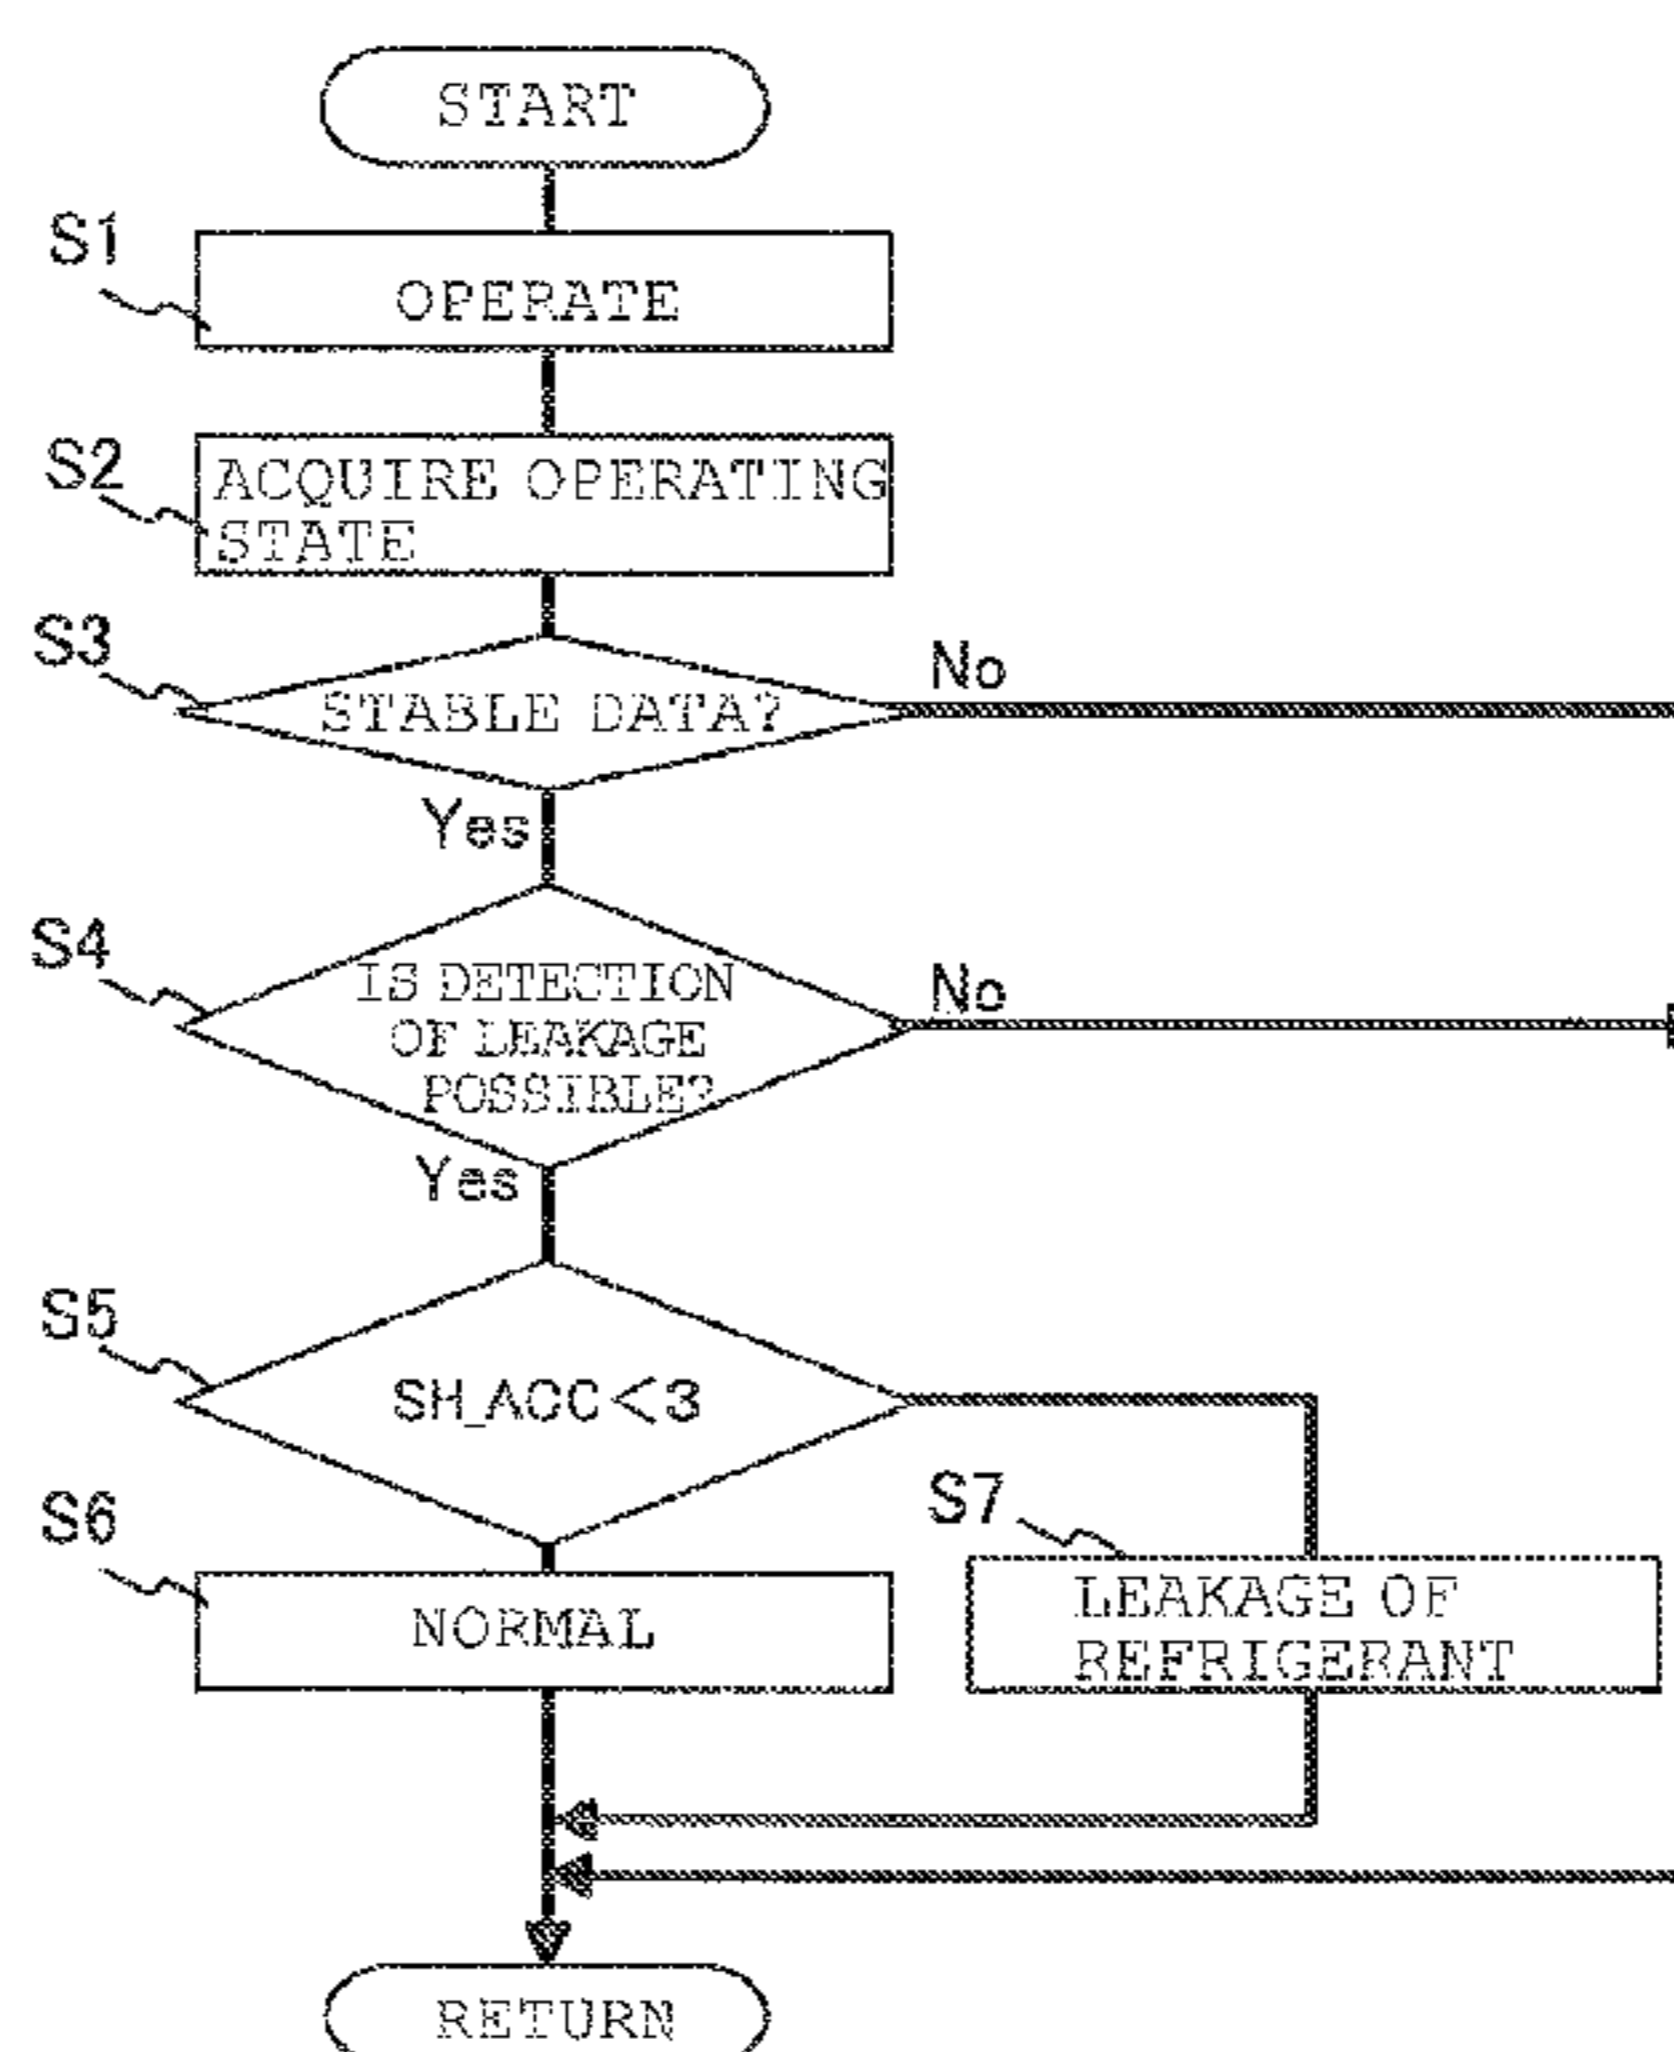 START
S1
OPERATE
S2
ACQUIRE OPERATING
STATE
S3
STABLE DATA?
No
Yes
S4
IS DETECTION
OF LEAKAGE
POSSIBLE?
No
Yes
S5
SH_ACC<3
S6
NORMAL
S7
LEAKAGE OF
REFRIGERANT
RETURN